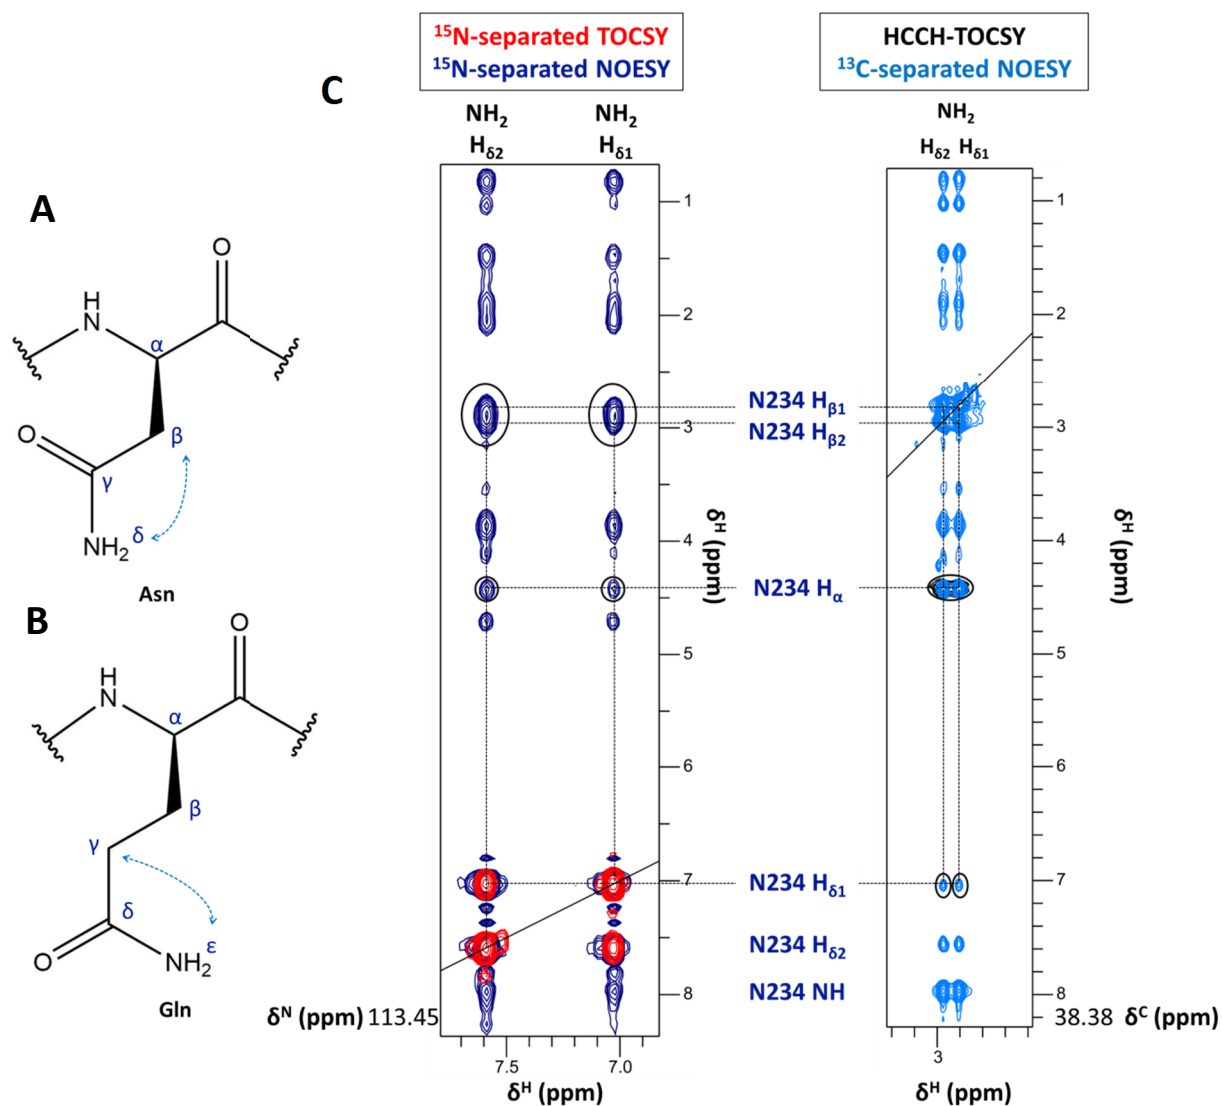 A
H
N
O
α
O
β
γ
δ
NH₂
Asn
B
H
N
O
α
β
γ
δ
ε
O
NH₂
Gln
C
¹⁵N-separated TOCSY
¹⁵N-separated NOESY
NH₂ NH₂
Hδ2 Hδ1
1
2
3
4
5
6
7
8
δᴴ (ppm)
δᴺ (ppm) 113.45
7.5 7.0
δᴴ (ppm)
N234 Hβ1
N234 Hβ2
N234 Hα
N234 Hδ1
N234 Hδ2
N234 NH
HCCH-TOCSY
¹³C-separated NOESY
NH₂
Hδ2 Hδ1
1
2
3
4
5
6
7
8
δᴴ (ppm)
38.38 δᶜ (ppm)
3
δᴴ (ppm)